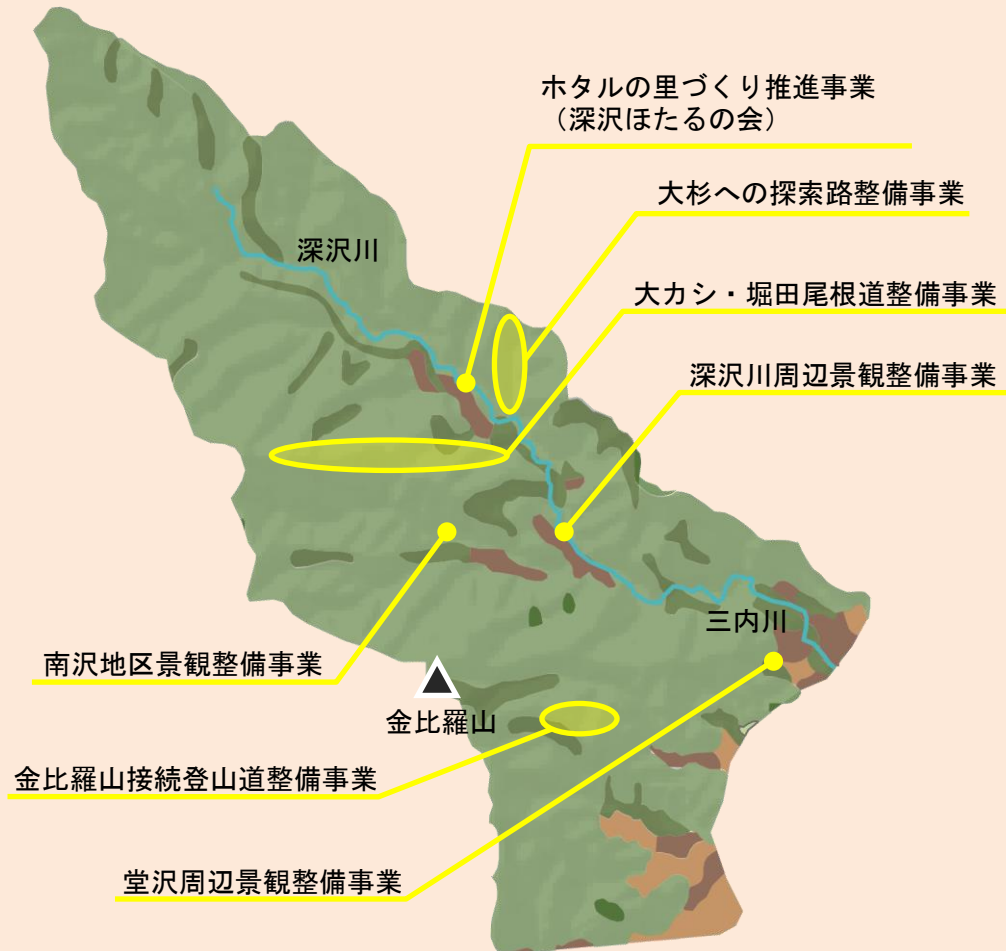 ホタルの里づくり推進事業
（深沢ほたるの会）
大杉への探索路整備事業
深沢川
大カシ・堀田尾根道整備事業
深沢川周辺景観整備事業
三内川
南沢地区景観整備事業
金比羅山
金比羅山接続登山道整備事業
堂沢周辺景観整備事業